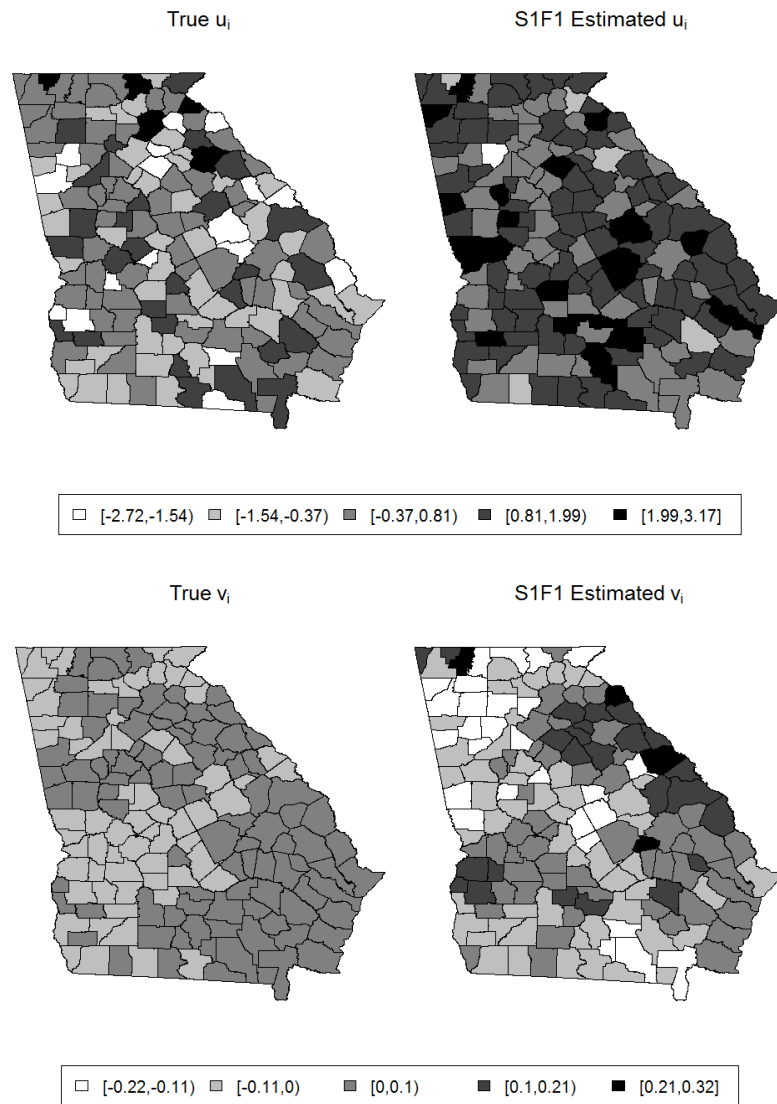 True uᵢ
S1F1 Estimated uᵢ
[-2.72,-1.54) [-1.54,-0.37) [-0.37,0.81) [0.81,1.99) [1.99,3.17]
True vᵢ
S1F1 Estimated vᵢ
[-0.22,-0.11) [-0.11,0) [0,0.1) [0.1,0.21) [0.21,0.32]